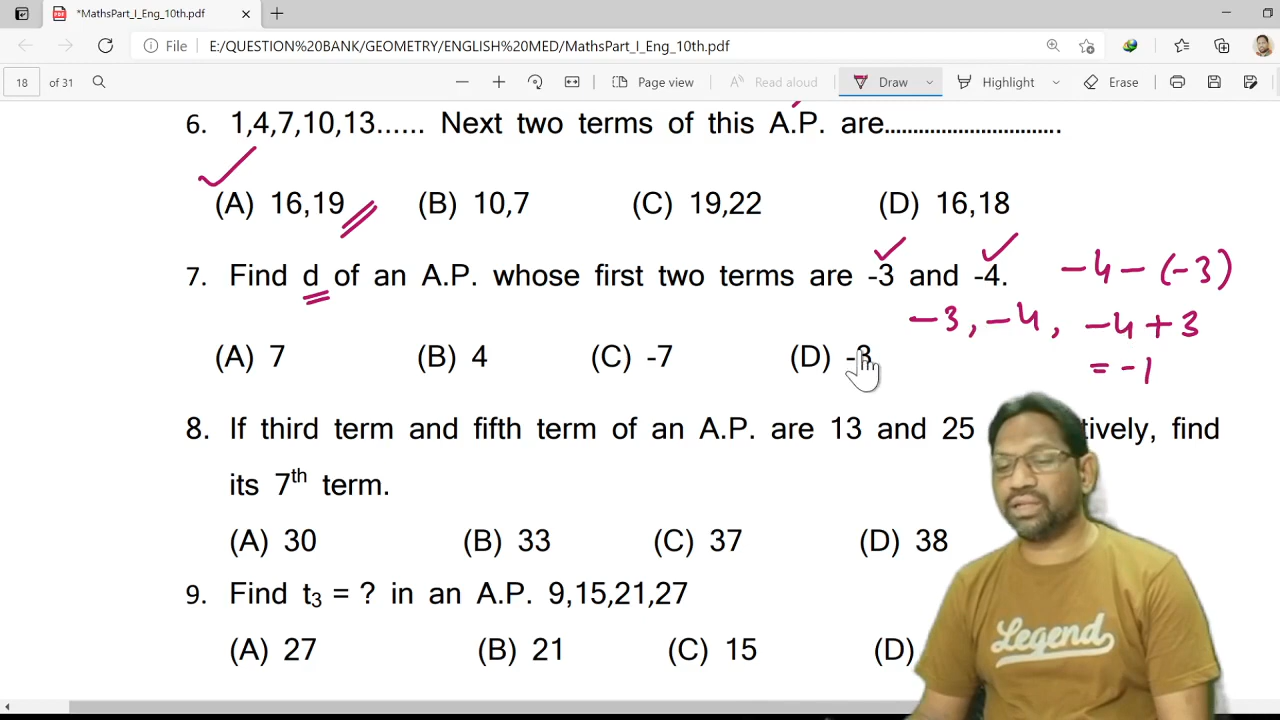 *MathsPart_I_Eng_10th.pdf
File E:/QUESTION%20BANK/GEOMETRY/ENGLISH%20MED/MathsPart_I_Eng_10th.pdf
18 of 31 Page view Read aloud Draw Highlight Erase
6. 1,4,7,10,13...... Next two terms of this A.P. are..............................
(A) 16,19 (B) 10,7 (C) 19,22 (D) 16,18
7. Find d of an A.P. whose first two terms are -3 and -4. -4-(-3)
-3, -4, -4+3
(A) 7 (B) 4 (C) -7 (D) -3 = -1
8. If third term and fifth term of an A.P. are 13 and 25 tively, find
its 7th term.
(A) 30 (B) 33 (C) 37 (D) 38
9. Find t3 = ? in an A.P. 9,15,21,27
(A) 27 (B) 21 (C) 15 (D)
Legend